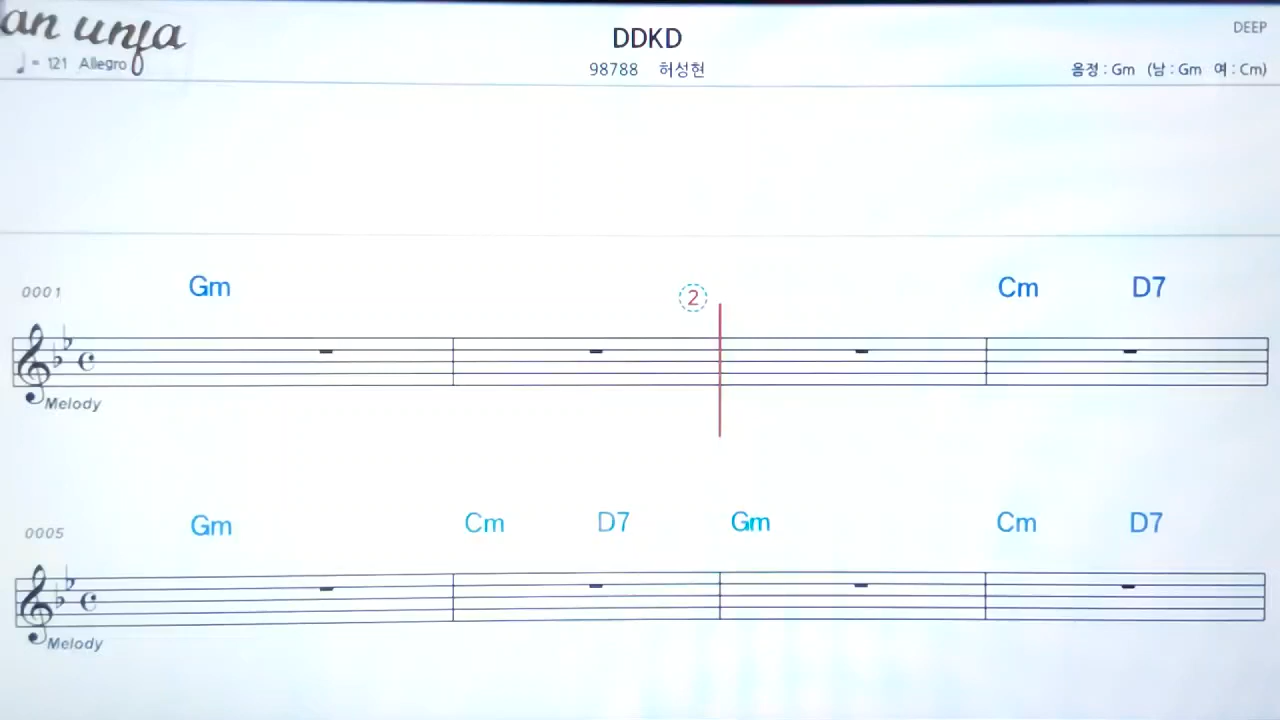 an unfa
♩= 121 Allegro
DDKD
98788 허성현
DEEP
음정 : Gm (남 : Gm 여 : Cm)
0001 Gm 2 Cm D7
Melody
0005 Gm Cm D7 Gm Cm D7
Melody